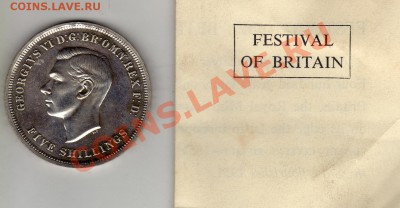 COINS.LAVE.RU
GEORGIVS VI D:G:BR:OMN:REX F:D:
FIVE SHILLINGS
FESTIVAL
OF BRITAIN
COINS.LAVE.RU